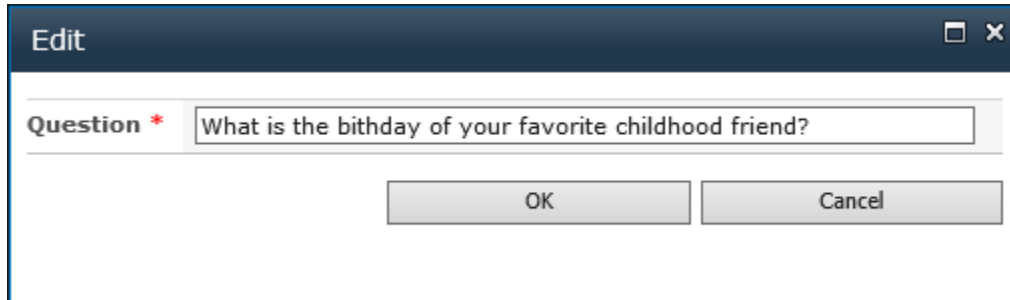 Edit
Question * What is the bithday of your favorite childhood friend?
OK Cancel